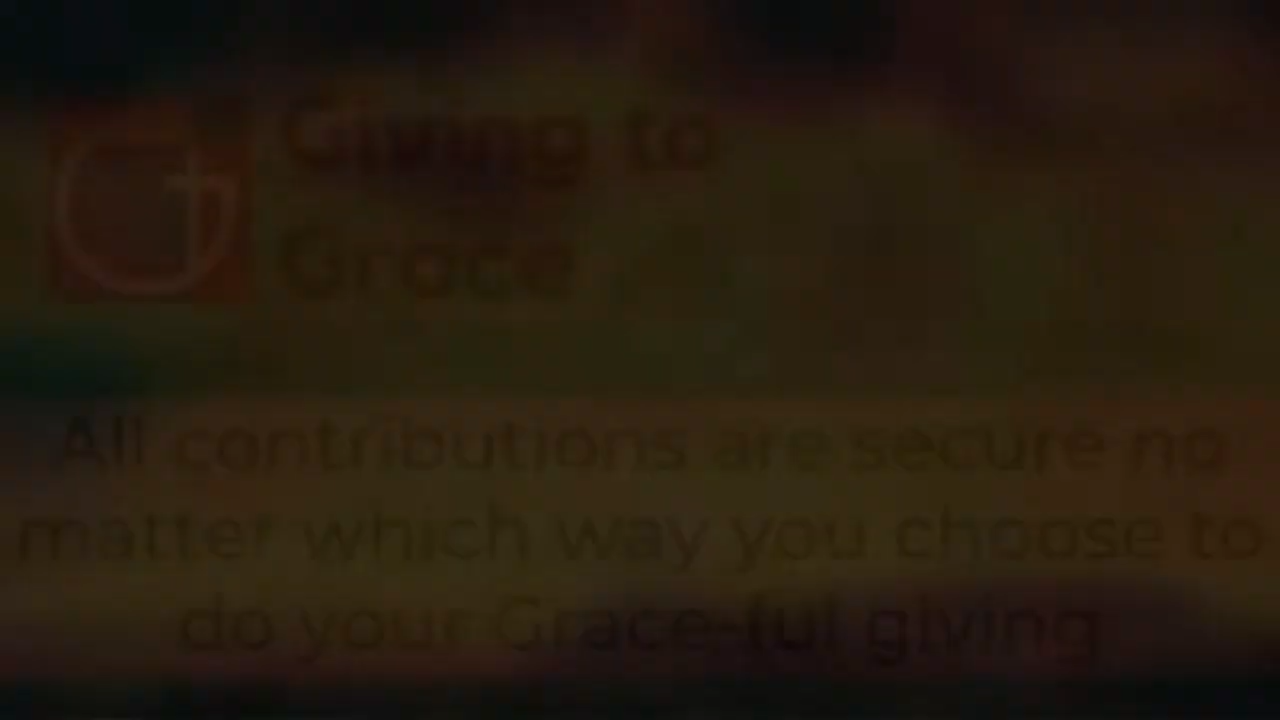 Giving to
Grace
All contributions are secure no
matter which way you choose to
do your Grace-ful giving